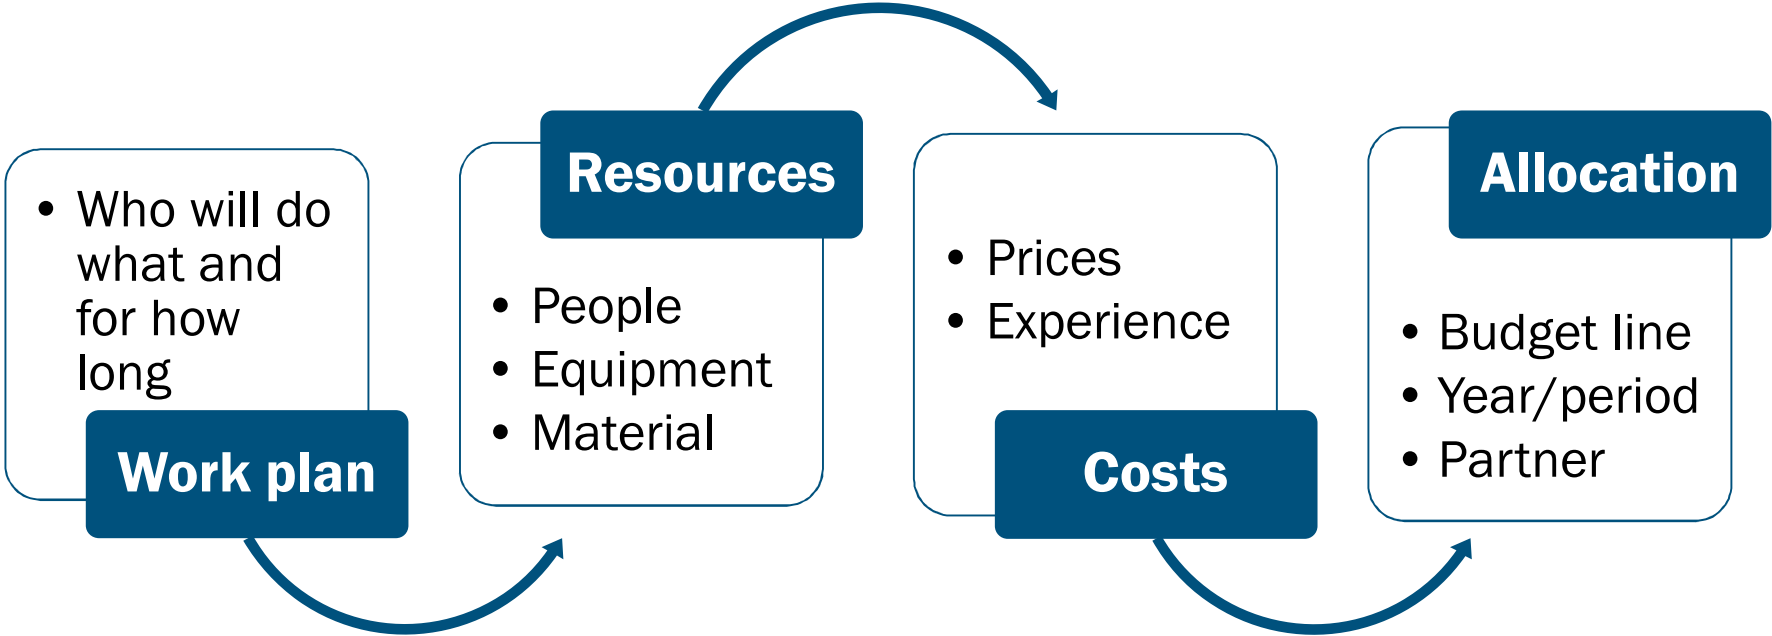 • Who will do
what and
for how
long
Work plan
Resources
• People
• Equipment
• Material
• Prices
• Experience
Costs
Allocation
• Budget line
• Year/period
• Partner